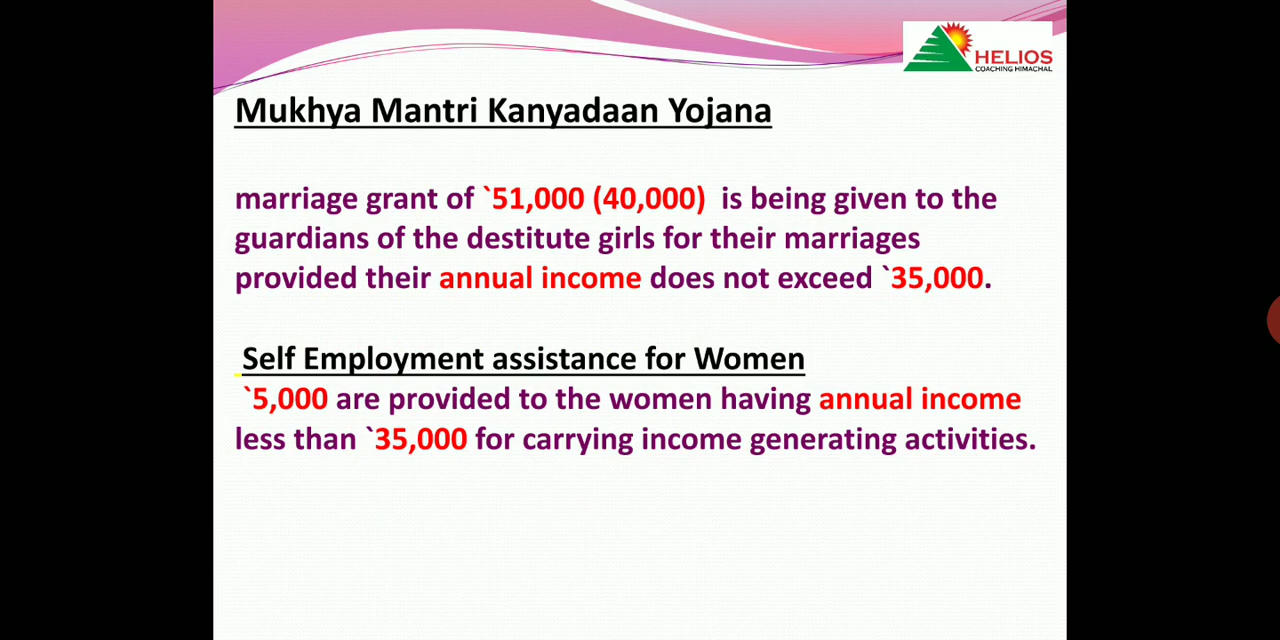 HELIOS
COACHING HIMACHAL
Mukhya Mantri Kanyadaan Yojana
marriage grant of `51,000 (40,000) is being given to the
guardians of the destitute girls for their marriages
provided their annual income does not exceed `35,000.
Self Employment assistance for Women
`5,000 are provided to the women having annual income
less than `35,000 for carrying income generating activities.